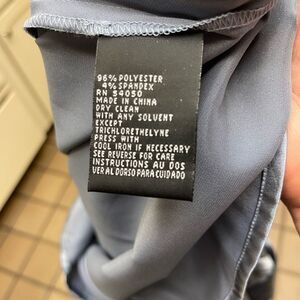 96% POLYESTER
4% SPANDEX
RN 34050
MADE IN CHINA
DRY CLEAN
WITH ANY SOLVENT
EXCEPT
TRICHLORETHELYNE
PRESS WITH
COOL IRON IF NECESSARY
SEE REVERSE FOR CARE
INSTRUCTIONS AU DOS
VER AL DORSO PARA CUIDADO